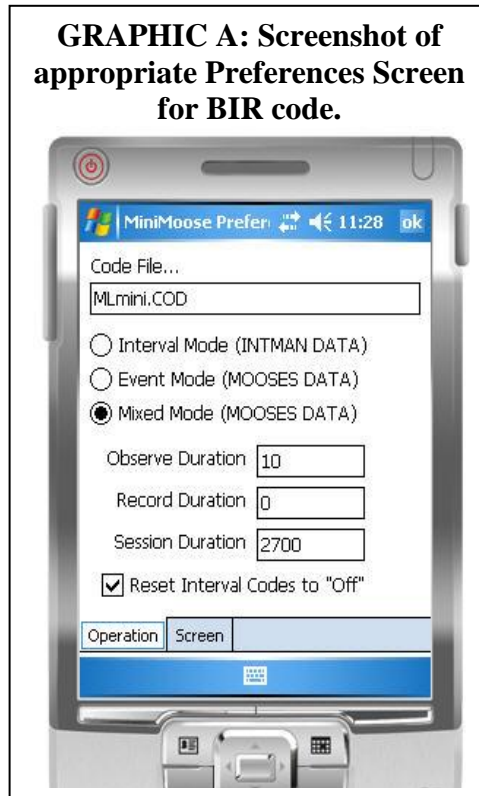 GRAPHIC A: Screenshot of
appropriate Preferences Screen
for BIR code.
MiniMoose Prefer 11:28 ok
Code File...
MLmini.COD
Interval Mode (INTMAN DATA)
Event Mode (MOOSES DATA)
Mixed Mode (MOOSES DATA)
Observe Duration 10
Record Duration 0
Session Duration 2700
Reset Interval Codes to "Off"
Operation Screen